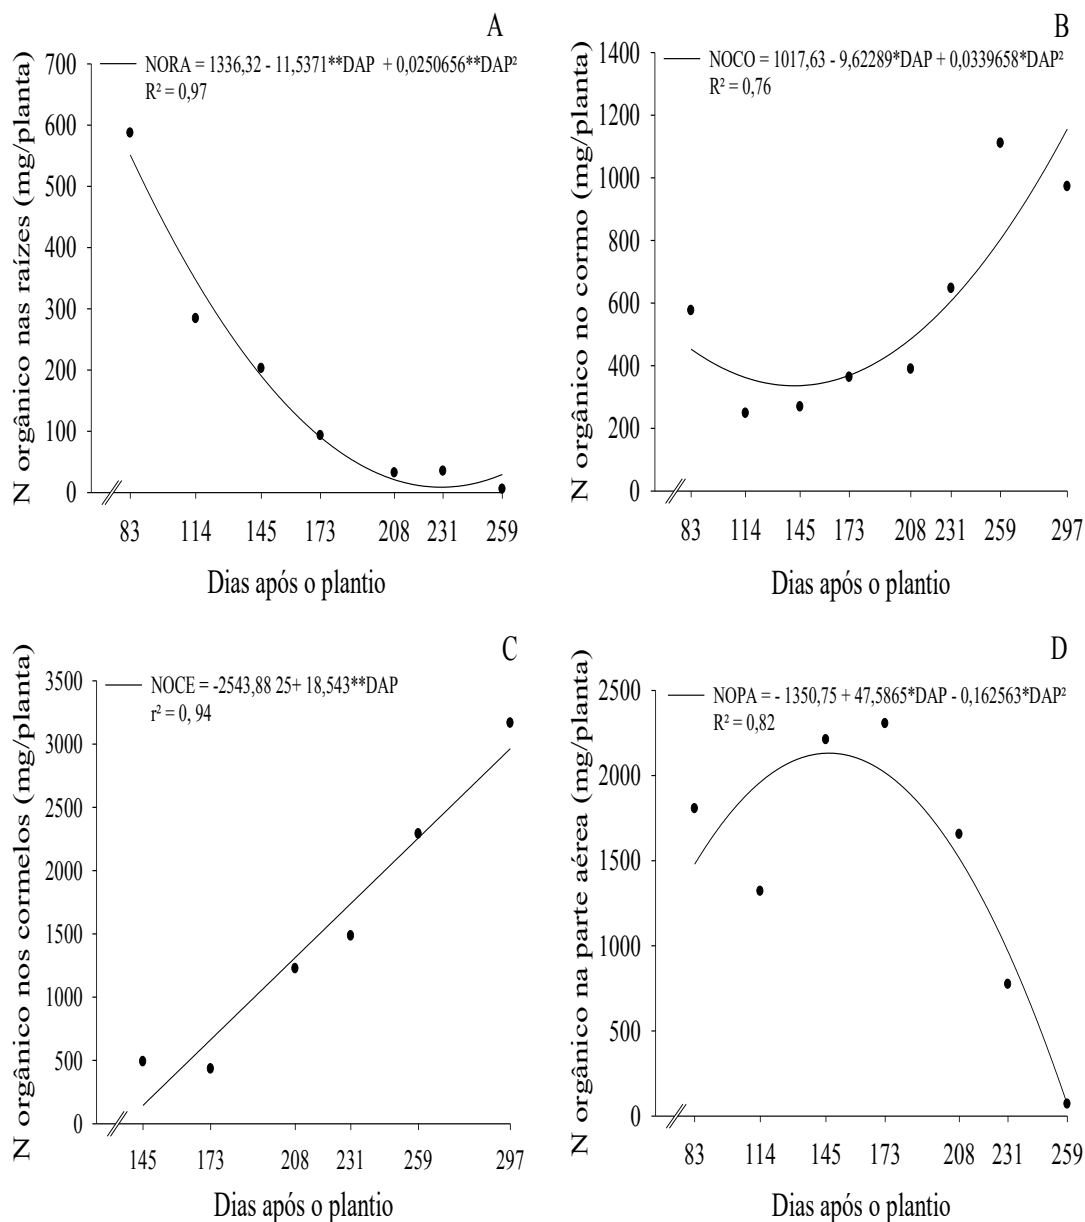 A
NORA = 1336,32 - 11,5371**DAP + 0,0250656**DAP²
R² = 0,97
N orgânico nas raízes (mg/planta)
700
600
500
400
300
200
100
0
83 114 145 173 208 231 259
Dias após o plantio
B
NOCO = 1017,63 - 9,62289*DAP + 0,0339658*DAP²
R² = 0,76
N orgânico no cormo (mg/planta)
1400
1200
1000
800
600
400
200
0
83 114 145 173 208 231 259 297
Dias após o plantio
C
NOCE = -2543,88 25+ 18,543**DAP
r² = 0, 94
N orgânico nos cormelos (mg/planta)
3500
3000
2500
2000
1500
1000
500
0
145 173 208 231 259 297
Dias após o plantio
D
NOPA = - 1350,75 + 47,5865*DAP - 0,162563*DAP²
R² = 0,82
N orgânico na parte aérea (mg/planta)
2500
2000
1500
1000
500
0
83 114 145 173 208 231 259
Dias após o plantio